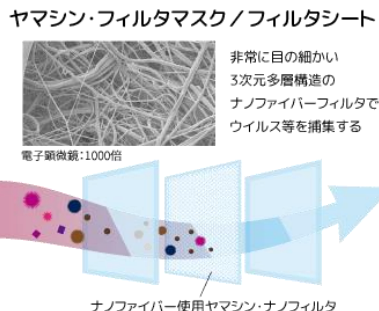 ヤマシン・フィルタマスク／フィルタシート
非常に目の細かい
3次元多層構造の
ナノファイバーフィルタで
ウイルス等を捕集する
電子顕微鏡：1000倍
ナノファイバー使用ヤマシン・ナノフィルタ